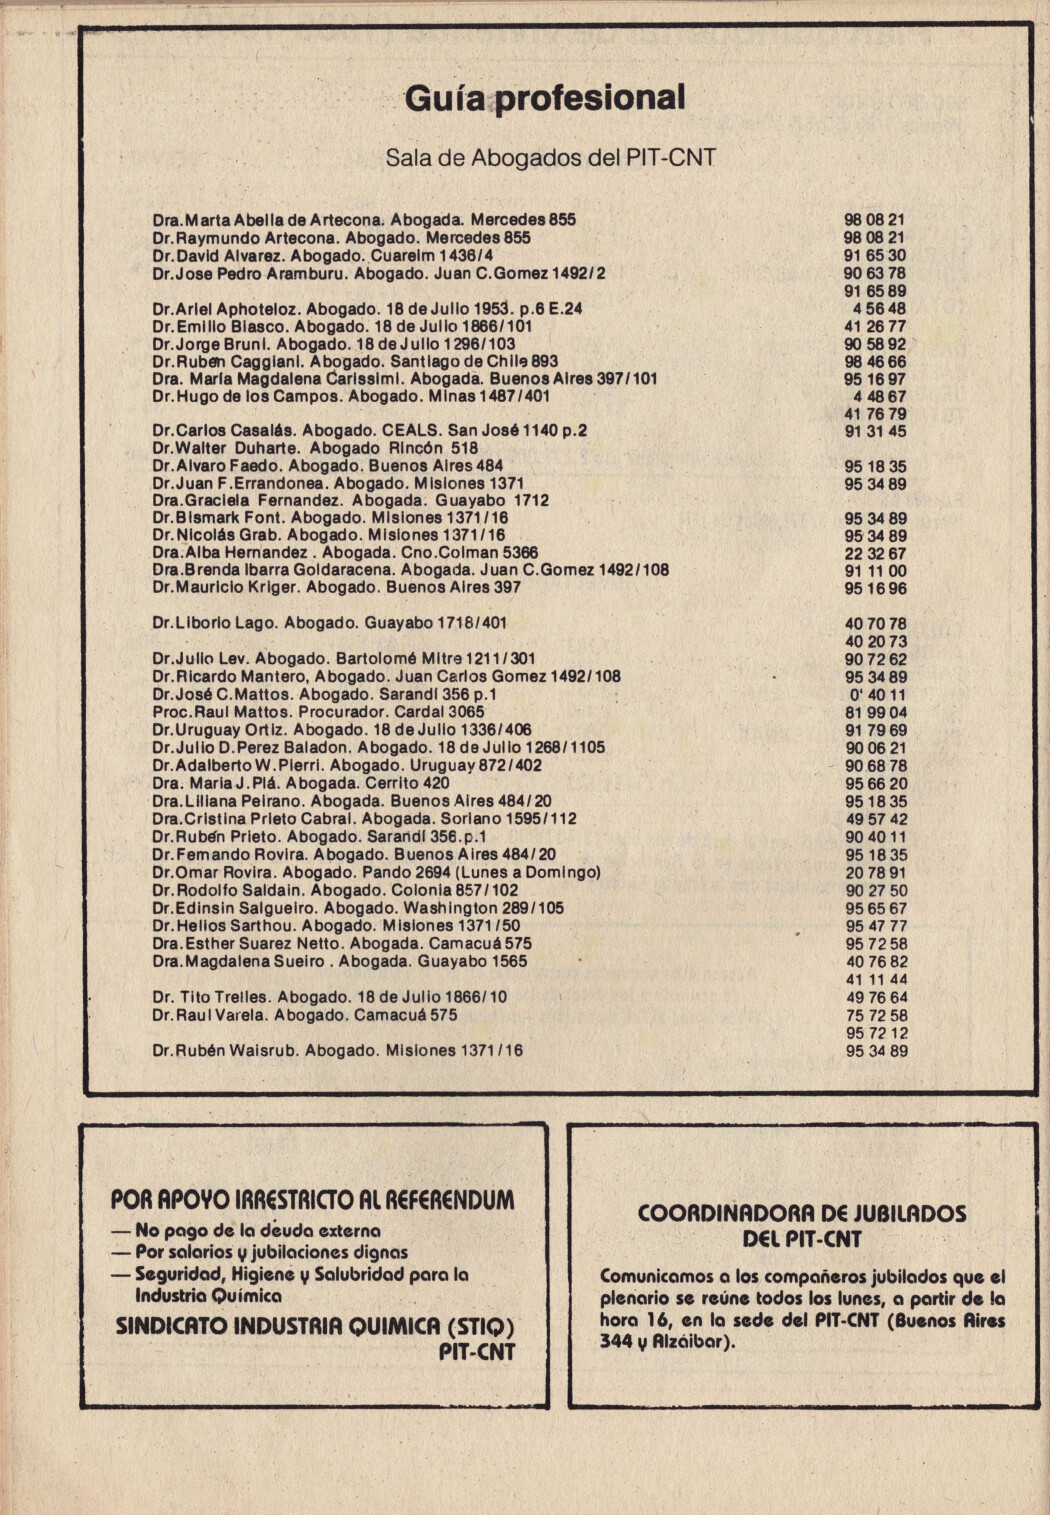 Guía profesional
Sala de Abogados del PIT-CNT
Dra.Marta Abella de Artecona. Abogada. Mercedes 855 98 08 21
Dr.Raymundo Artecona. Abogado. Mercedes 855 98 08 21
Dr.David Alvarez. Abogado. Cuareim 1436/4 91 65 30
Dr.Jose Pedro Aramburu. Abogado. Juan C.Gomez 1492/2 90 63 78
91 65 89
Dr.Ariel Aphoteloz. Abogado. 18 de Julio 1953. p.6 E.24 4 56 48
Dr.Emilio Biasco. Abogado. 18 de Julio 1866/101 41 26 77
Dr.Jorge Bruni. Abogado. 18 de Julio 1296/103 90 58 92
Dr.Rubén Caggiani. Abogado. Santiago de Chile 893 98 46 66
Dra. María Magdalena Carissimi. Abogada. Buenos Aires 397/101 95 16 97
Dr.Hugo de los Campos. Abogado. Minas 1487/401 4 48 67
41 76 79
Dr.Carlos Casalás. Abogado. CEALS. San José 1140 p.2 91 31 45
Dr.Walter Duharte. Abogado Rincón 518
Dr.Alvaro Faedo. Abogado. Buenos Aires 484 95 18 35
Dr.Juan F.Errandonea. Abogado. Misiones 1371 95 34 89
Dra.Graciela Fernandez. Abogada. Guayabo 1712
Dr.Bismark Font. Abogado. Misiones 1371/16 95 34 89
Dr.Nicolás Grab. Abogado. Misiones 1371/16 95 34 89
Dra.Alba Hernandez . Abogada. Cno.Colman 5366 22 32 67
Dra.Brenda Ibarra Goldaracena. Abogada. Juan C.Gomez 1492/108 91 11 00
Dr.Mauricio Kriger. Abogado. Buenos Aires 397 95 16 96
Dr.Liborio Lago. Abogado. Guayabo 1718/401 40 70 78
40 20 73
Dr.Julio Lev. Abogado. Bartolomé Mitre 1211/301 90 72 62
Dr.Ricardo Mantero, Abogado. Juan Carlos Gomez 1492/108 95 34 89
Dr.José C.Mattos. Abogado. Sarandí 356 p.1 0' 40 11
Proc.Raul Mattos. Procurador. Cardal 3065 81 99 04
Dr.Uruguay Ortiz. Abogado. 18 de Julio 1336/406 91 79 69
Dr.Julio D.Perez Baladon. Abogado. 18 de Julio 1268/1105 90 06 21
Dr.Adalberto W.Pierri. Abogado. Uruguay 872/402 90 68 78
Dra. Maria J.Plá. Abogada. Cerrito 420 95 66 20
Dra.Liliana Peirano. Abogada. Buenos Aires 484/20 95 18 35
Dra.Cristina Prieto Cabral. Abogada. Soriano 1595/112 49 57 42
Dr.Rubén Prieto. Abogado. Sarandí 356.p.1 90 40 11
Dr.Fernando Rovira. Abogado. Buenos Aires 484/20 95 18 35
Dr.Omar Rovira. Abogado. Pando 2694 (Lunes a Domingo) 20 78 91
Dr.Rodolfo Saldain. Abogado. Colonia 857/102 90 27 50
Dr.Edinsin Salgueiro. Abogado. Washington 289/105 95 65 67
Dr.Helios Sarthou. Abogado. Misiones 1371/50 95 47 77
Dra.Esther Suarez Netto. Abogada. Camacuá 575 95 72 58
Dra.Magdalena Sueiro . Abogada. Guayabo 1565 40 76 82
41 11 44
Dr. Tito Trelles. Abogado. 18 de Julio 1866/10 49 76 64
Dr.Raul Varela. Abogado. Camacuá 575 75 72 58
95 72 12
Dr.Rubén Waisrub. Abogado. Misiones 1371/16 95 34 89
POR APOYO IRRESTRICTO AL REFERENDUM
— No pago de la deuda externa
— Por salarios y jubilaciones dignas
— Seguridad, Higiene y Salubridad para la
Industria Química
SINDICATO INDUSTRIA QUIMICA (STIQ)
PIT-CNT
COORDINADORA DE JUBILADOS
DEL PIT-CNT
Comunicamos a los compañeros jubilados que el
plenario se reúne todos los lunes, a partir de la
hora 16, en la sede del PIT-CNT (Buenos Aires
344 y Alzáibar).